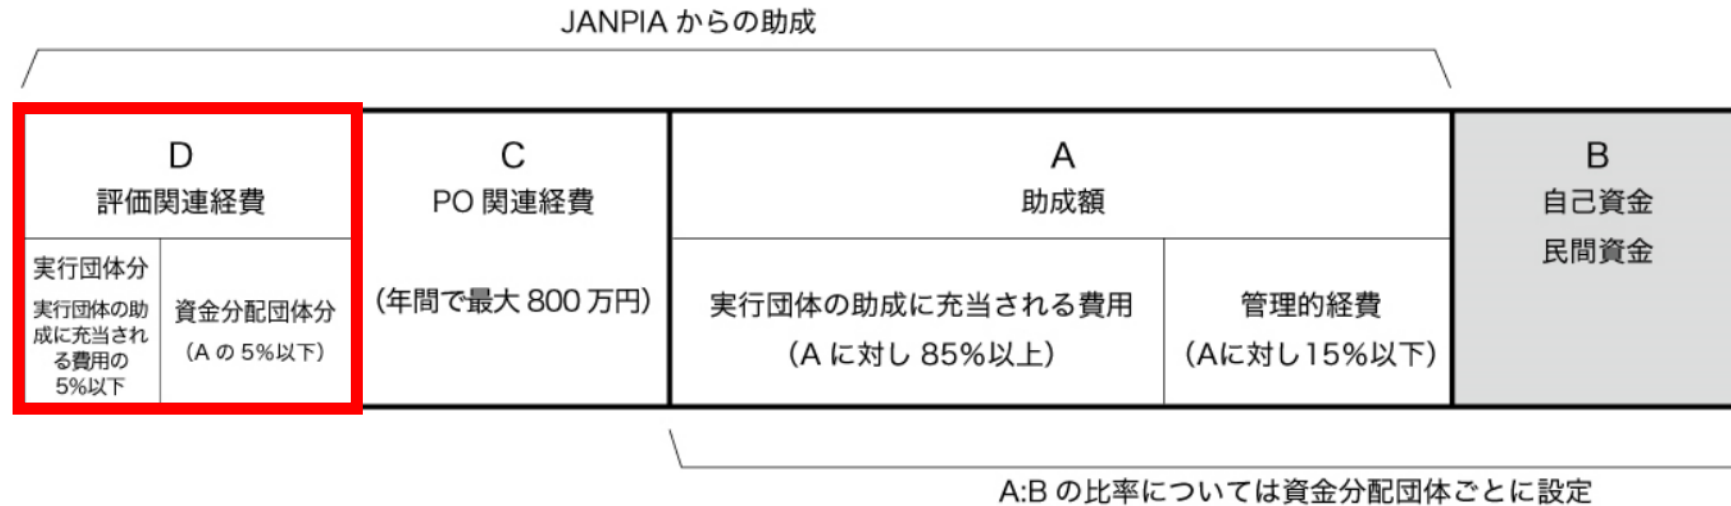 JANPIA からの助成
D
評価関連経費
実行団体分
実行団体の助
成に充当され
る費用の
5%以下
資金分配団体分
（A の 5%以下）
C
PO 関連経費
（年間で最大 800 万円）
A
助成額
実行団体の助成に充当される費用
（A に対し 85%以上）
管理的経費
（Aに対し15%以下）
B
自己資金
民間資金
A:B の比率については資金分配団体ごとに設定